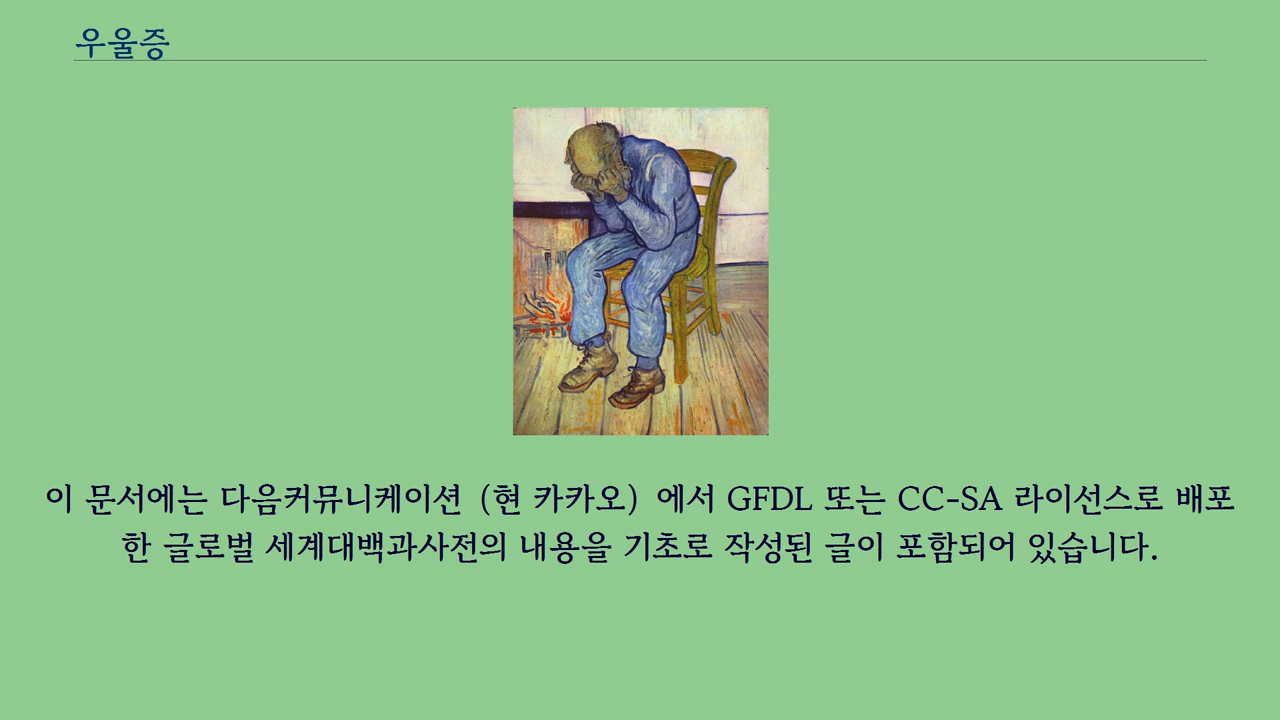 우울증
이 문서에는 다음커뮤니케이션 (현 카카오) 에서 GFDL 또는 CC-SA 라이선스로 배포
한 글로벌 세계대백과사전의 내용을 기초로 작성된 글이 포함되어 있습니다.